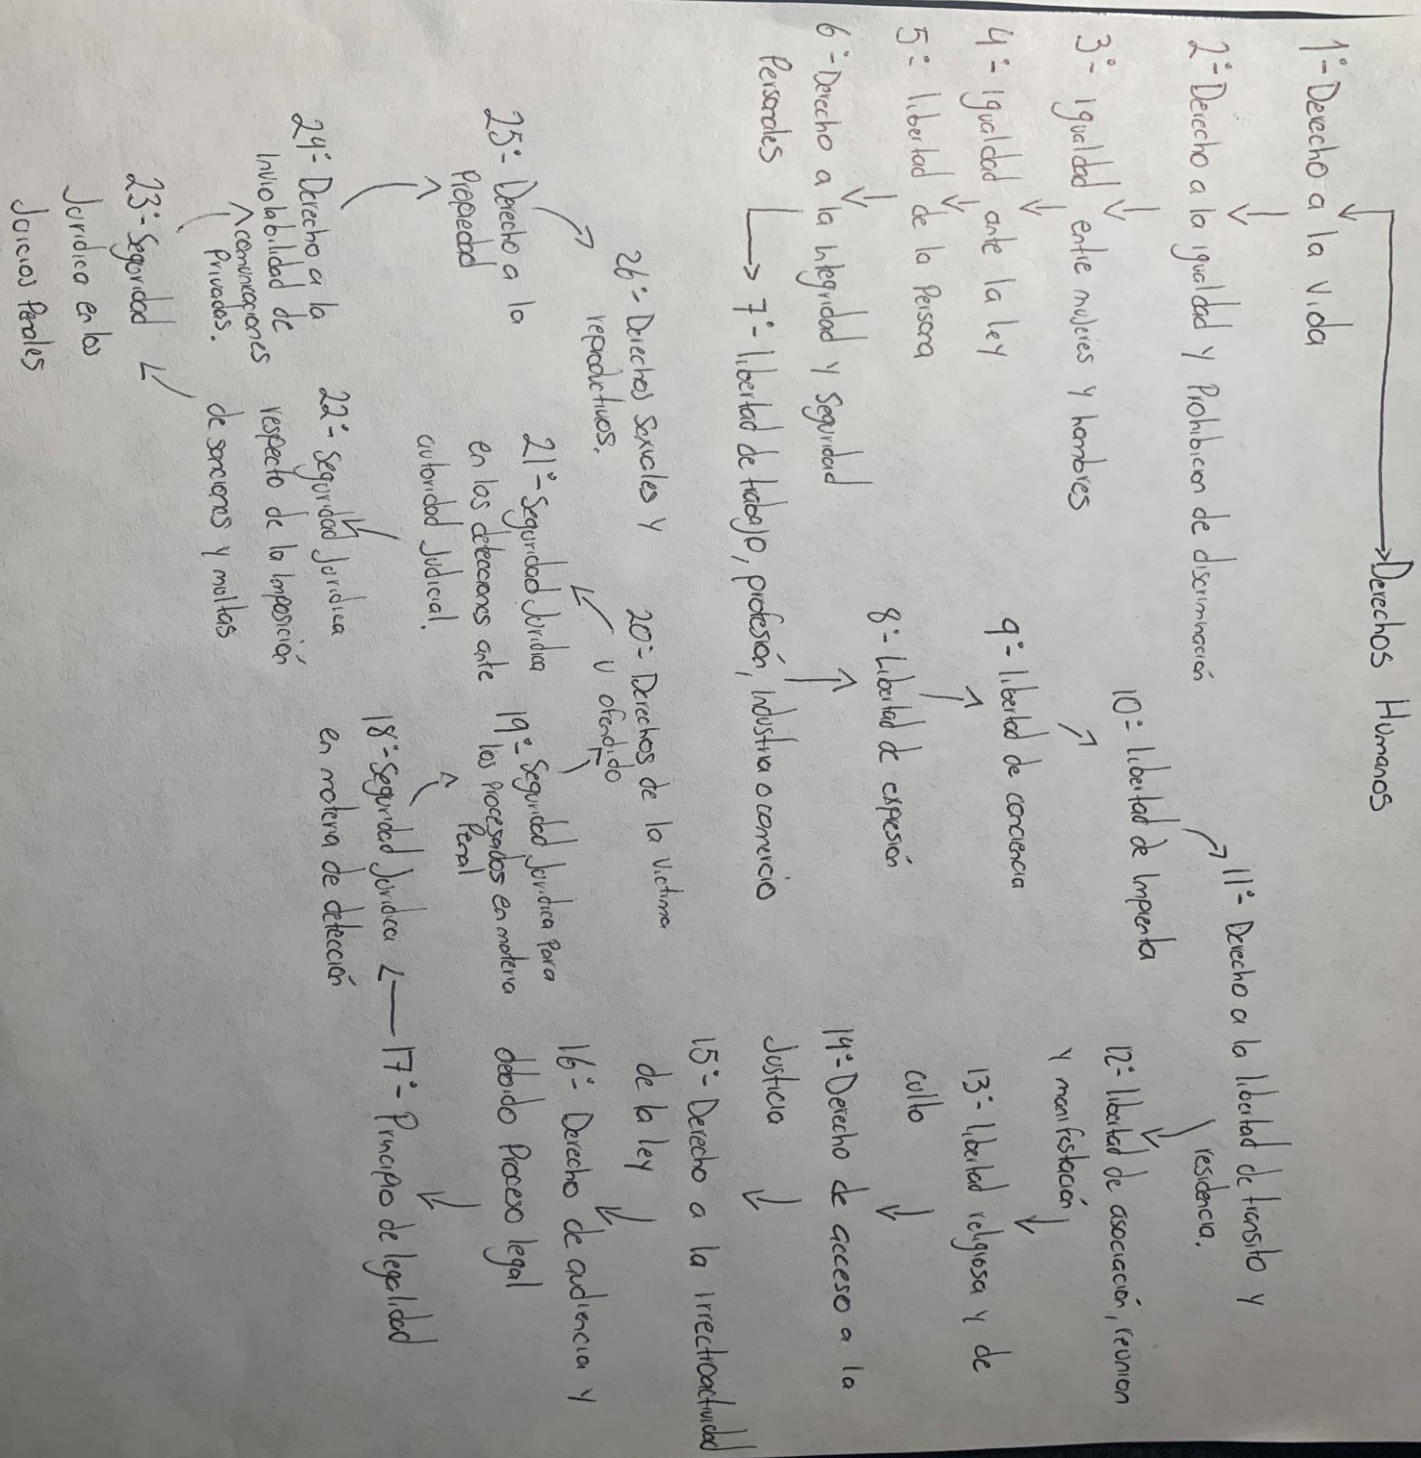 Derechos Humanos
1°- Derecho a la vida
2°- Derecho a la igualdad y Prohibicion de discriminación
3°- igualdad entre mujeres y hombres
4°- igualdad ante la ley
5°- libertad de la Persona
6°- Derecho a la integridad y Seguridad
Personales
7°- libertad de trabajo, profesión, industria o comercio
8°- Libertad de expesión
9°- libertad de conciencia
10°- libertad de imprenta
11°- Derecho a la libertad de transito y
residencia.
12°- libertad de asociación, reunion
y manifestación
13°- libertad religiosa y de
culto
14°- Derecho de acceso a la
Justicia
15°- Derecho a la irrectroactividad
de la ley
16°- Derecho de audiencia y
debido Proceso legal
17°- Principio de legalidad
18°- Seguridad Juridica
en materia de detección
19°- Seguridad Juridica Para
los Procesados en materia
Penal
20°- Derechos de la victima
u ofendido
21°- Seguridad Juridica
en las detecciones ante
autoridad Judicial.
22°- Seguridad Juridica
respecto de la imposición
de sanciones y multas
23°- Seguridad
Juridica en los
Juicios Penales
24°- Derecho a la
inviolabilidad de
comunicaciones
Privadas.
25°- Derecho a la
Propiedad
26°- Derechos Sexuales y
reproductivos.